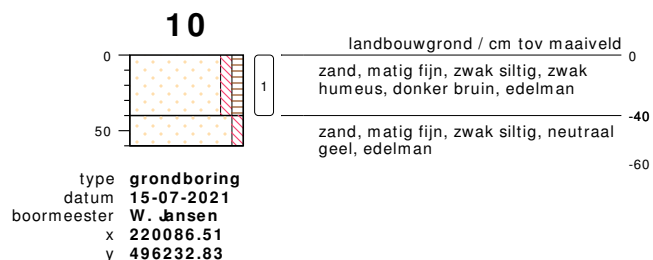 10
landbouwgrond / cm tov maaiveld
0
0
zand, matig fijn, zwak siltig, zwak
humeus, donker bruin, edelman
1
-40
50
zand, matig fijn, zwak siltig, neutraal
geel, edelman
-60
type grondboring
datum 15-07-2021
boormeester W. Jansen
x 220086.51
y 496232.83